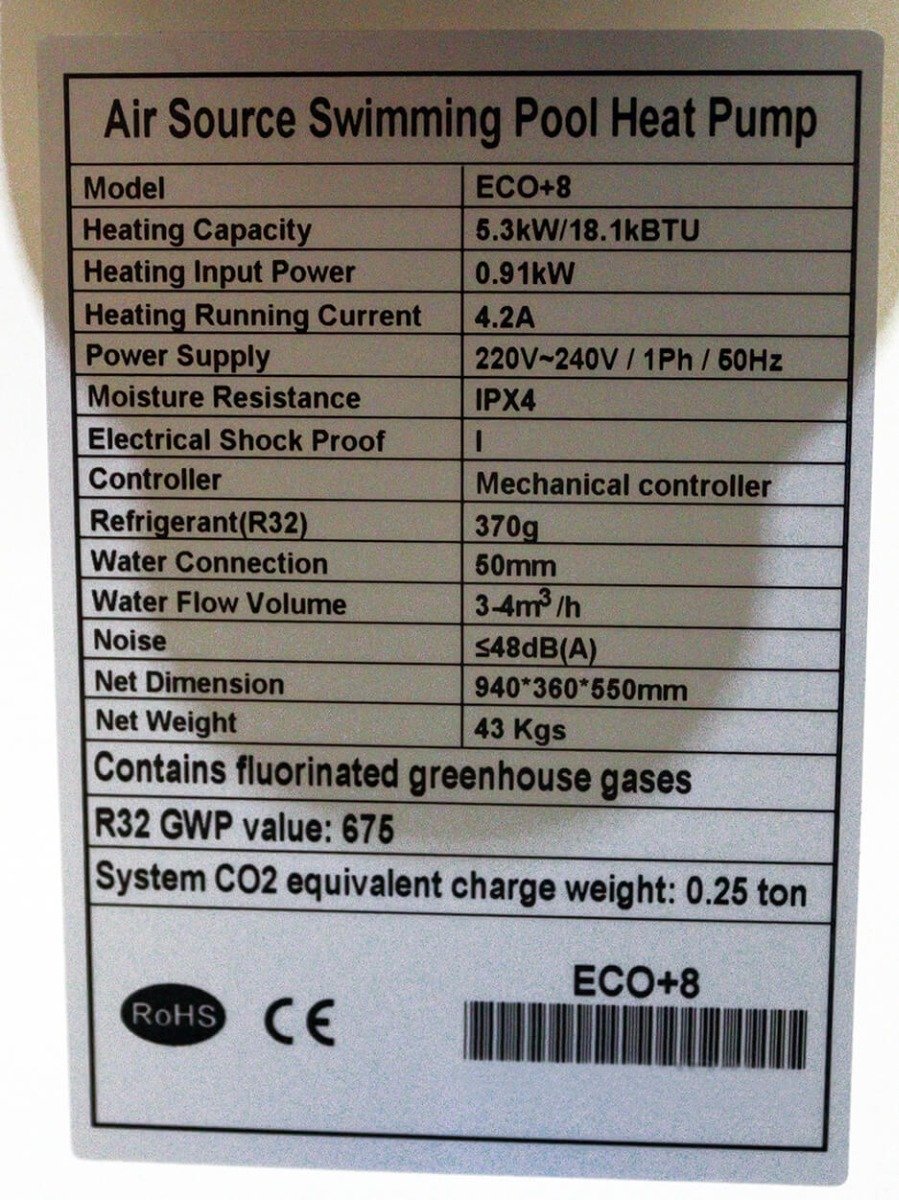 Air Source Swimming Pool Heat Pump
Model ECO+8
Heating Capacity 5.3kW/18.1kBTU
Heating Input Power 0.91kW
Heating Running Current 4.2A
Power Supply 220V~240V / 1Ph / 50Hz
Moisture Resistance IPX4
Electrical Shock Proof I
Controller Mechanical controller
Refrigerant(R32) 370g
Water Connection 50mm
Water Flow Volume 3-4m³/h
Noise ≤48dB(A)
Net Dimension 940*360*550mm
Net Weight 43 Kgs
Contains fluorinated greenhouse gases
R32 GWP value: 675
System CO2 equivalent charge weight: 0.25 ton
ECO+8
RoHS CE